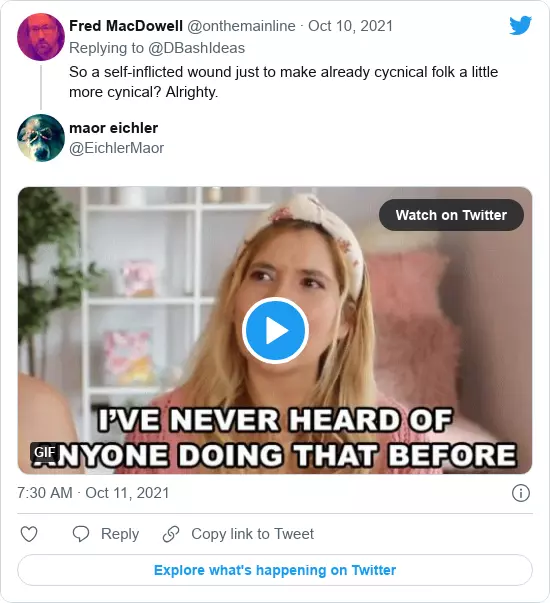 Fred MacDowell @onthemainline · Oct 10, 2021
Replying to @DBashIdeas
So a self-inflicted wound just to make already cycnical folk a little
more cynical? Alrighty.
maor eichler
@EichlerMaor
Watch on Twitter
I'VE NEVER HEARD OF
ANYONE DOING THAT BEFORE
GIF
7:30 AM · Oct 11, 2021
Reply
Copy link to Tweet
Explore what's happening on Twitter